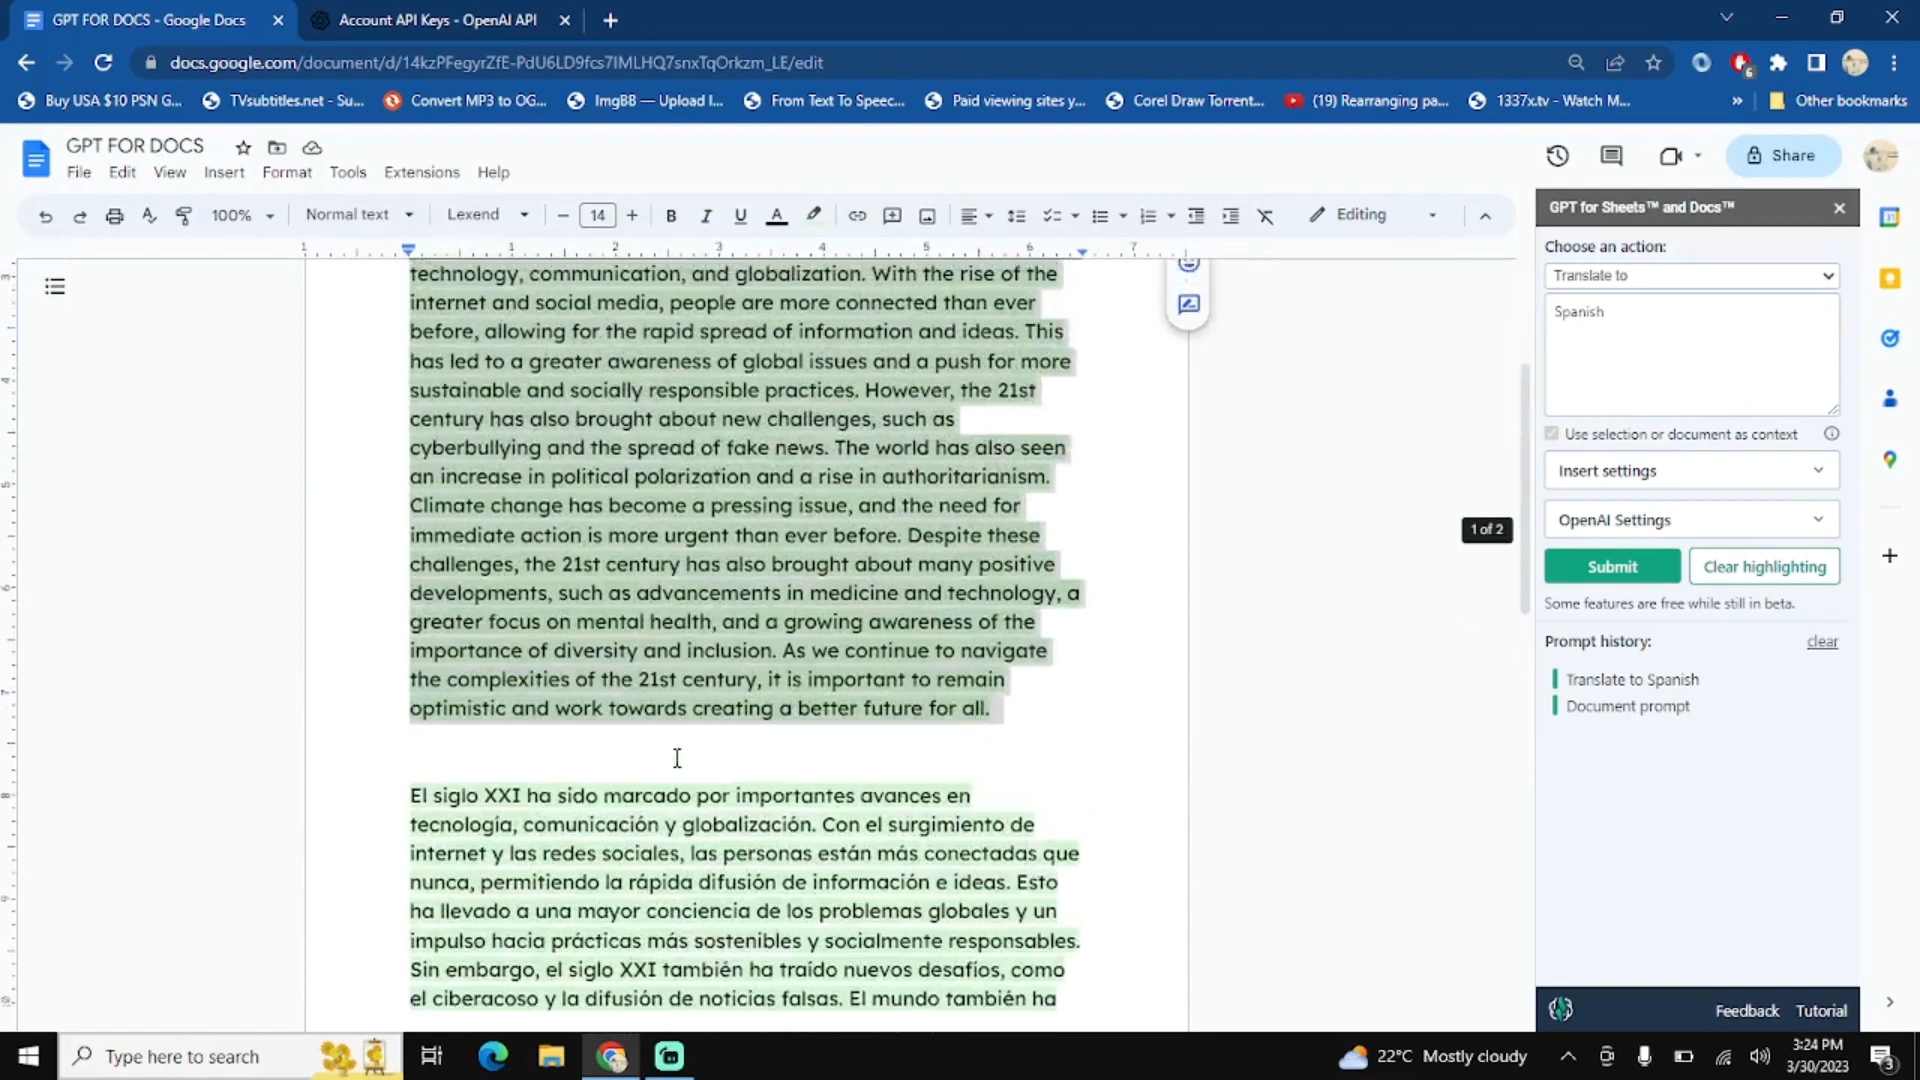 GPT FOR DOCS - Google Docs
Account API Keys - OpenAI API
docs.google.com/document/d/14kzPFegyrZfE-PdU6LD9fcs7IMLHQ7snxTqOrkzm_LE/edit
Buy USA $10 PSN G...
TVsubtitles.net - Su...
Convert MP3 to OG...
ImgBB — Upload I...
From Text To Speec...
Paid viewing sites y...
Corel Draw Torrent...
(19) Rearranging pa...
1337x.tv - Watch M...
»
Other bookmarks
GPT FOR DOCS
Share
File Edit View Insert Format Tools Extensions Help
100% Normal text Lexend − 14 + B I U A Editing
1 1 2 3 4 5 6 7
3
4
5
6
7
8
9
10
technology, communication, and globalization. With the rise of the
internet and social media, people are more connected than ever
before, allowing for the rapid spread of information and ideas. This
has led to a greater awareness of global issues and a push for more
sustainable and socially responsible practices. However, the 21st
century has also brought about new challenges, such as
cyberbullying and the spread of fake news. The world has also seen
an increase in political polarization and a rise in authoritarianism.
Climate change has become a pressing issue, and the need for
immediate action is more urgent than ever before. Despite these
challenges, the 21st century has also brought about many positive
developments, such as advancements in medicine and technology, a
greater focus on mental health, and a growing awareness of the
importance of diversity and inclusion. As we continue to navigate
the complexities of the 21st century, it is important to remain
optimistic and work towards creating a better future for all.
El siglo XXI ha sido marcado por importantes avances en
tecnología, comunicación y globalización. Con el surgimiento de
internet y las redes sociales, las personas están más conectadas que
nunca, permitiendo la rápida difusión de información e ideas. Esto
ha llevado a una mayor conciencia de los problemas globales y un
impulso hacia prácticas más sostenibles y socialmente responsables.
Sin embargo, el siglo XXI también ha traído nuevos desafíos, como
el ciberacoso y la difusión de noticias falsas. El mundo también ha
1 of 2
GPT for Sheets™ and Docs™
Choose an action:
Translate to
Spanish
Use selection or document as context
Insert settings
OpenAI Settings
Submit
Clear highlighting
Some features are free while still in beta.
Prompt history:
clear
Translate to Spanish
Document prompt
Feedback
Tutorial
Type here to search
22°C Mostly cloudy
3:24 PM
3/30/2023
3